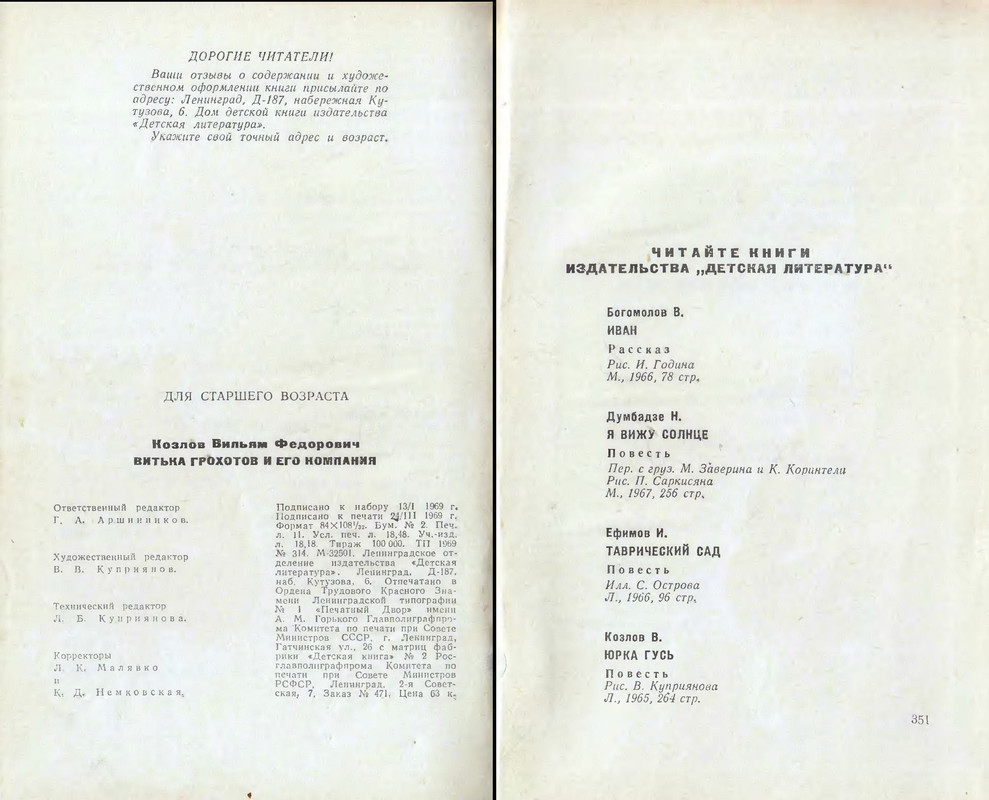 ДОРОГИЕ ЧИТАТЕЛИ!
Ваши отзывы о содержании и художе-
ственном оформлении книги присылайте по
адресу: Ленинград, Д-187, набережная Ку-
тузова, 6. Дом детской книги издательства
«Детская литература».
Укажите свой точный адрес и возраст.
ДЛЯ СТАРШЕГО ВОЗРАСТА
Козлов Вильям Федорович
ВИТЬКА ГРОХОТОВ И ЕГО КОМПАНИЯ
Ответственный редактор
Г. А. Аршинников.
Художественный редактор
В. В. Куприянов.
Технический редактор
Л. Б. Куприянова.
Корректоры
Л. К. Малявко
и
К. Д. Немковская.
Подписано к набору 13/I 1969 г.
Подписано к печати 24/III 1969 г.
Формат 84X108¹/₃₂. Бум. № 2. Печ.
л. 11. Усл. печ. л. 18,48. Уч.-изд.
л. 18,18. Тираж 100 000. ТП 1969
№ 314. М-32501. Ленинградское от-
деление издательства «Детская
литература». Ленинград, Д-187,
наб. Кутузова, 6. Отпечатано в
Ордена Трудового Красного Зна-
мени Ленинградской типографии
№ 1 «Печатный Двор» имени
А. М. Горького Главполиграфпро-
ма Комитета по печати при Совете
Министров СССР, г. Ленинград,
Гатчинская ул., 26 с матриц фаб-
рики «Детская книга» № 2 Рос-
главполиграфпрома Комитета по
печати при Совете Министров
РСФСР, Ленинград, 2-я Совет-
ская, 7. Заказ № 471. Цена 63 к.
ЧИТАЙТЕ КНИГИ
ИЗДАТЕЛЬСТВА „ДЕТСКАЯ ЛИТЕРАТУРА“
Богомолов В.
ИВАН
Рассказ
Рис. И. Година
М., 1966, 78 стр.
Думбадзе Н.
Я ВИЖУ СОЛНЦЕ
Повесть
Пер. с груз. М. Заверина и К. Коринтели
Рис. П. Саркисяна
М., 1967, 256 стр.
Ефимов И.
ТАВРИЧЕСКИЙ САД
Повесть
Илл. С. Острова
Л., 1966, 96 стр.
Козлов В.
ЮРКА ГУСЬ
Повесть
Рис. В. Куприянова
Л., 1965, 264 стр.
351